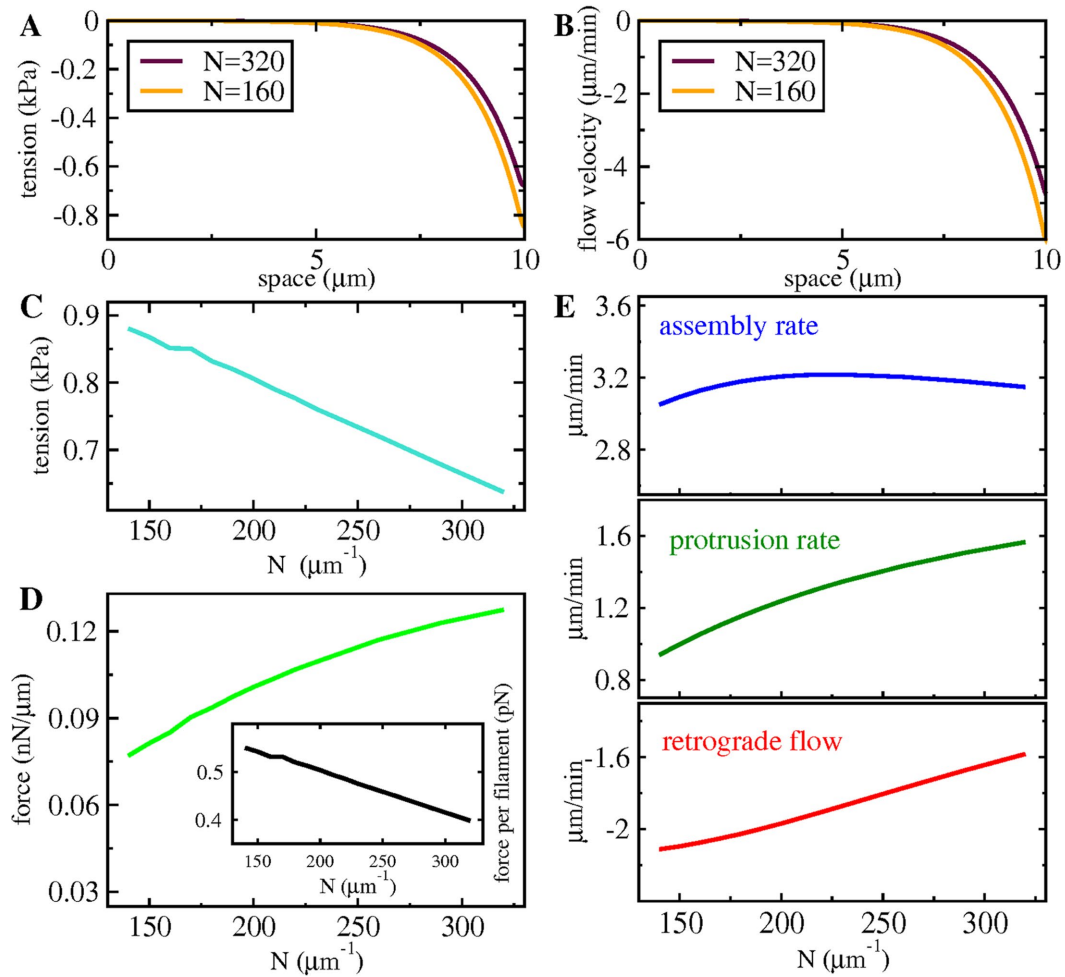 A
0
-0.2
-0.4
-0.6
-0.8
tension (kPa)
N=320
N=160
0
5
10
space (μm)
B
0
-2
-4
-6
flow velocity (μm/min)
N=320
N=160
0
5
10
space (μm)
C
0.9
0.8
0.7
tension (kPa)
150
200
250
300
N (μm⁻¹)
D
0.12
0.09
0.06
0.03
force (nN/μm)
0.5
0.4
force per filament (pN)
150
200
250
300
N (μm⁻¹)
150
200
250
300
N (μm⁻¹)
E
assembly rate
3.6
3.2
2.8
μm/min
protrusion rate
1.6
1.2
0.8
μm/min
retrograde flow
-1.6
-2
μm/min
150
200
250
300
N (μm⁻¹)